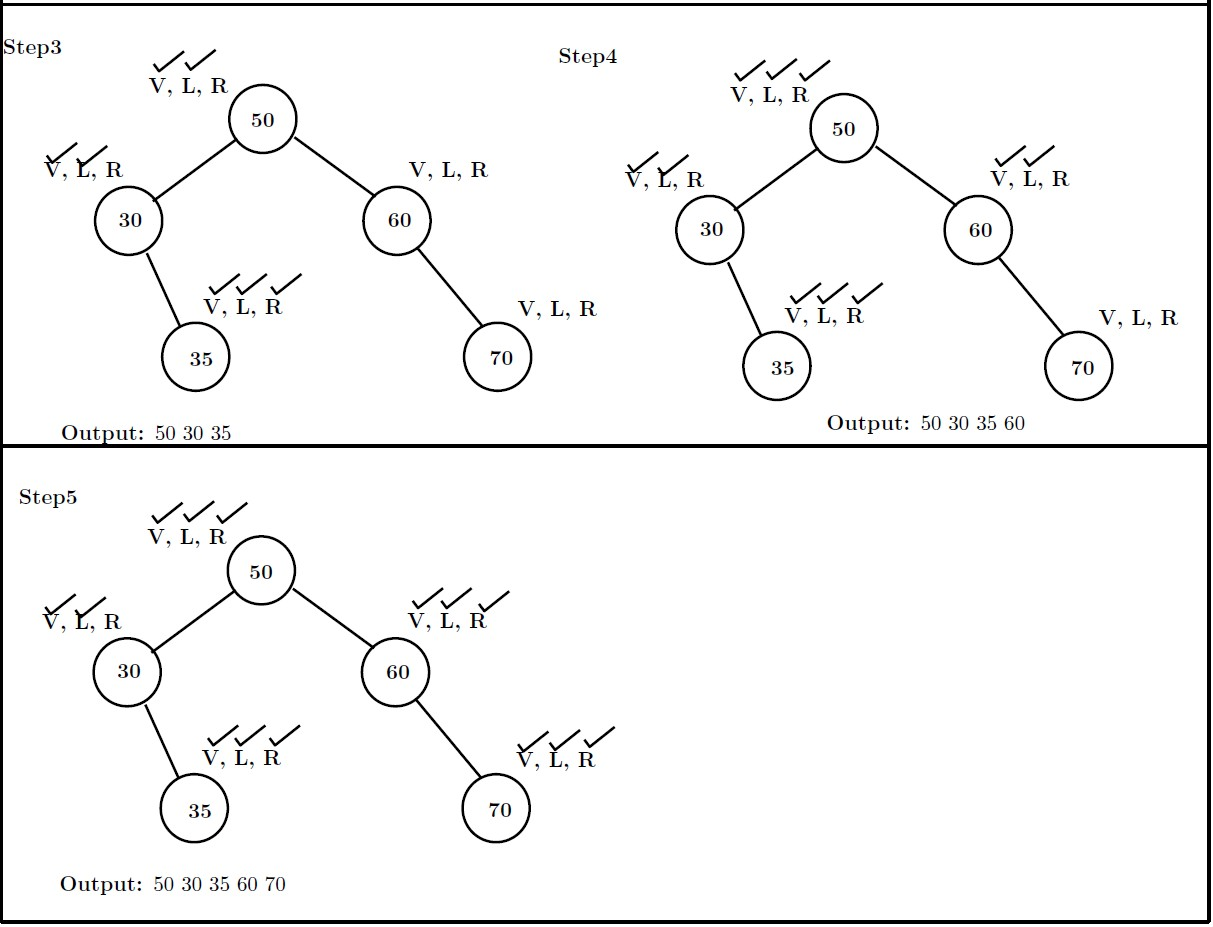 Step3
V, L, R
50
V, L, R
V, L, R
30
60
V, L, R
V, L, R
35
70
Output: 50 30 35
Step4
V, L, R
50
V, L, R
V, L, R
30
60
V, L, R
V, L, R
35
70
Output: 50 30 35 60
Step5
V, L, R
50
V, L, R
V, L, R
30
60
V, L, R
V, L, R
35
70
Output: 50 30 35 60 70